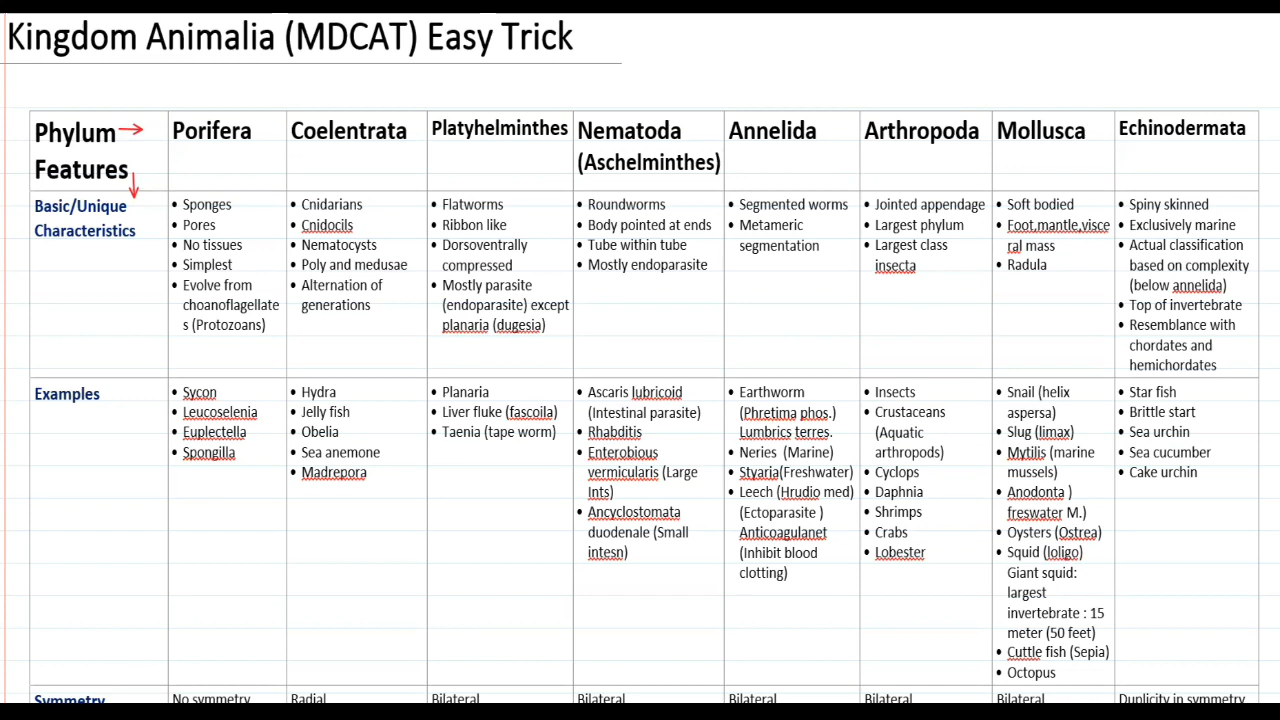 Kingdom Animalia (MDCAT) Easy Trick
Phylum
Features
Porifera
Coelentrata
Platyhelminthes
Nematoda
(Aschelminthes)
Annelida
Arthropoda
Mollusca
Echinodermata
Basic/Unique
Characteristics
• Sponges
• Pores
• No tissues
• Simplest
• Evolve from
choanoflagellate
s (Protozoans)
• Cnidarians
• Cnidocils
• Nematocysts
• Poly and medusae
• Alternation of
generations
• Flatworms
• Ribbon like
• Dorsoventrally
compressed
• Mostly parasite
(endoparasite) except
planaria (dugesia)
• Roundworms
• Body pointed at ends
• Tube within tube
• Mostly endoparasite
• Segmented worms
• Metameric
segmentation
• Jointed appendage
• Largest phylum
• Largest class
insecta
• Soft bodied
• Foot,mantle,visce
ral mass
• Radula
• Spiny skinned
• Exclusively marine
• Actual classification
based on complexity
(below annelida)
• Top of invertebrate
• Resemblance with
chordates and
hemichordates
Examples
• Sycon
• Leucoselenia
• Euplectella
• Spongilla
• Hydra
• Jelly fish
• Obelia
• Sea anemone
• Madrepora
• Planaria
• Liver fluke (fascoila)
• Taenia (tape worm)
• Ascaris lubricoid
(Intestinal parasite)
• Rhabditis
• Enterobious
vermicularis (Large
Ints)
• Ancyclostomata
duodenale (Small
intesn)
• Earthworm
(Phretima phos.)
Lumbrics terres.
• Neries (Marine)
• Styaria(Freshwater)
• Leech (Hrudio med)
(Ectoparasite )
Anticoagulanet
(Inhibit blood
clotting)
• Insects
• Crustaceans
(Aquatic
arthropods)
• Cyclops
• Daphnia
• Shrimps
• Crabs
• Lobester
• Snail (helix
aspersa)
• Slug (limax)
• Mytilis (marine
mussels)
• Anodonta )
freswater M.)
• Oysters (Ostrea)
• Squid (loligo)
Giant squid:
largest
invertebrate : 15
meter (50 feet)
• Cuttle fish (Sepia)
• Octopus
• Star fish
• Brittle start
• Sea urchin
• Sea cucumber
• Cake urchin
Symmetry
No symmetry
Radial
Bilateral
Bilateral
Bilateral
Bilateral
Bilateral
Duplicity in symmetry